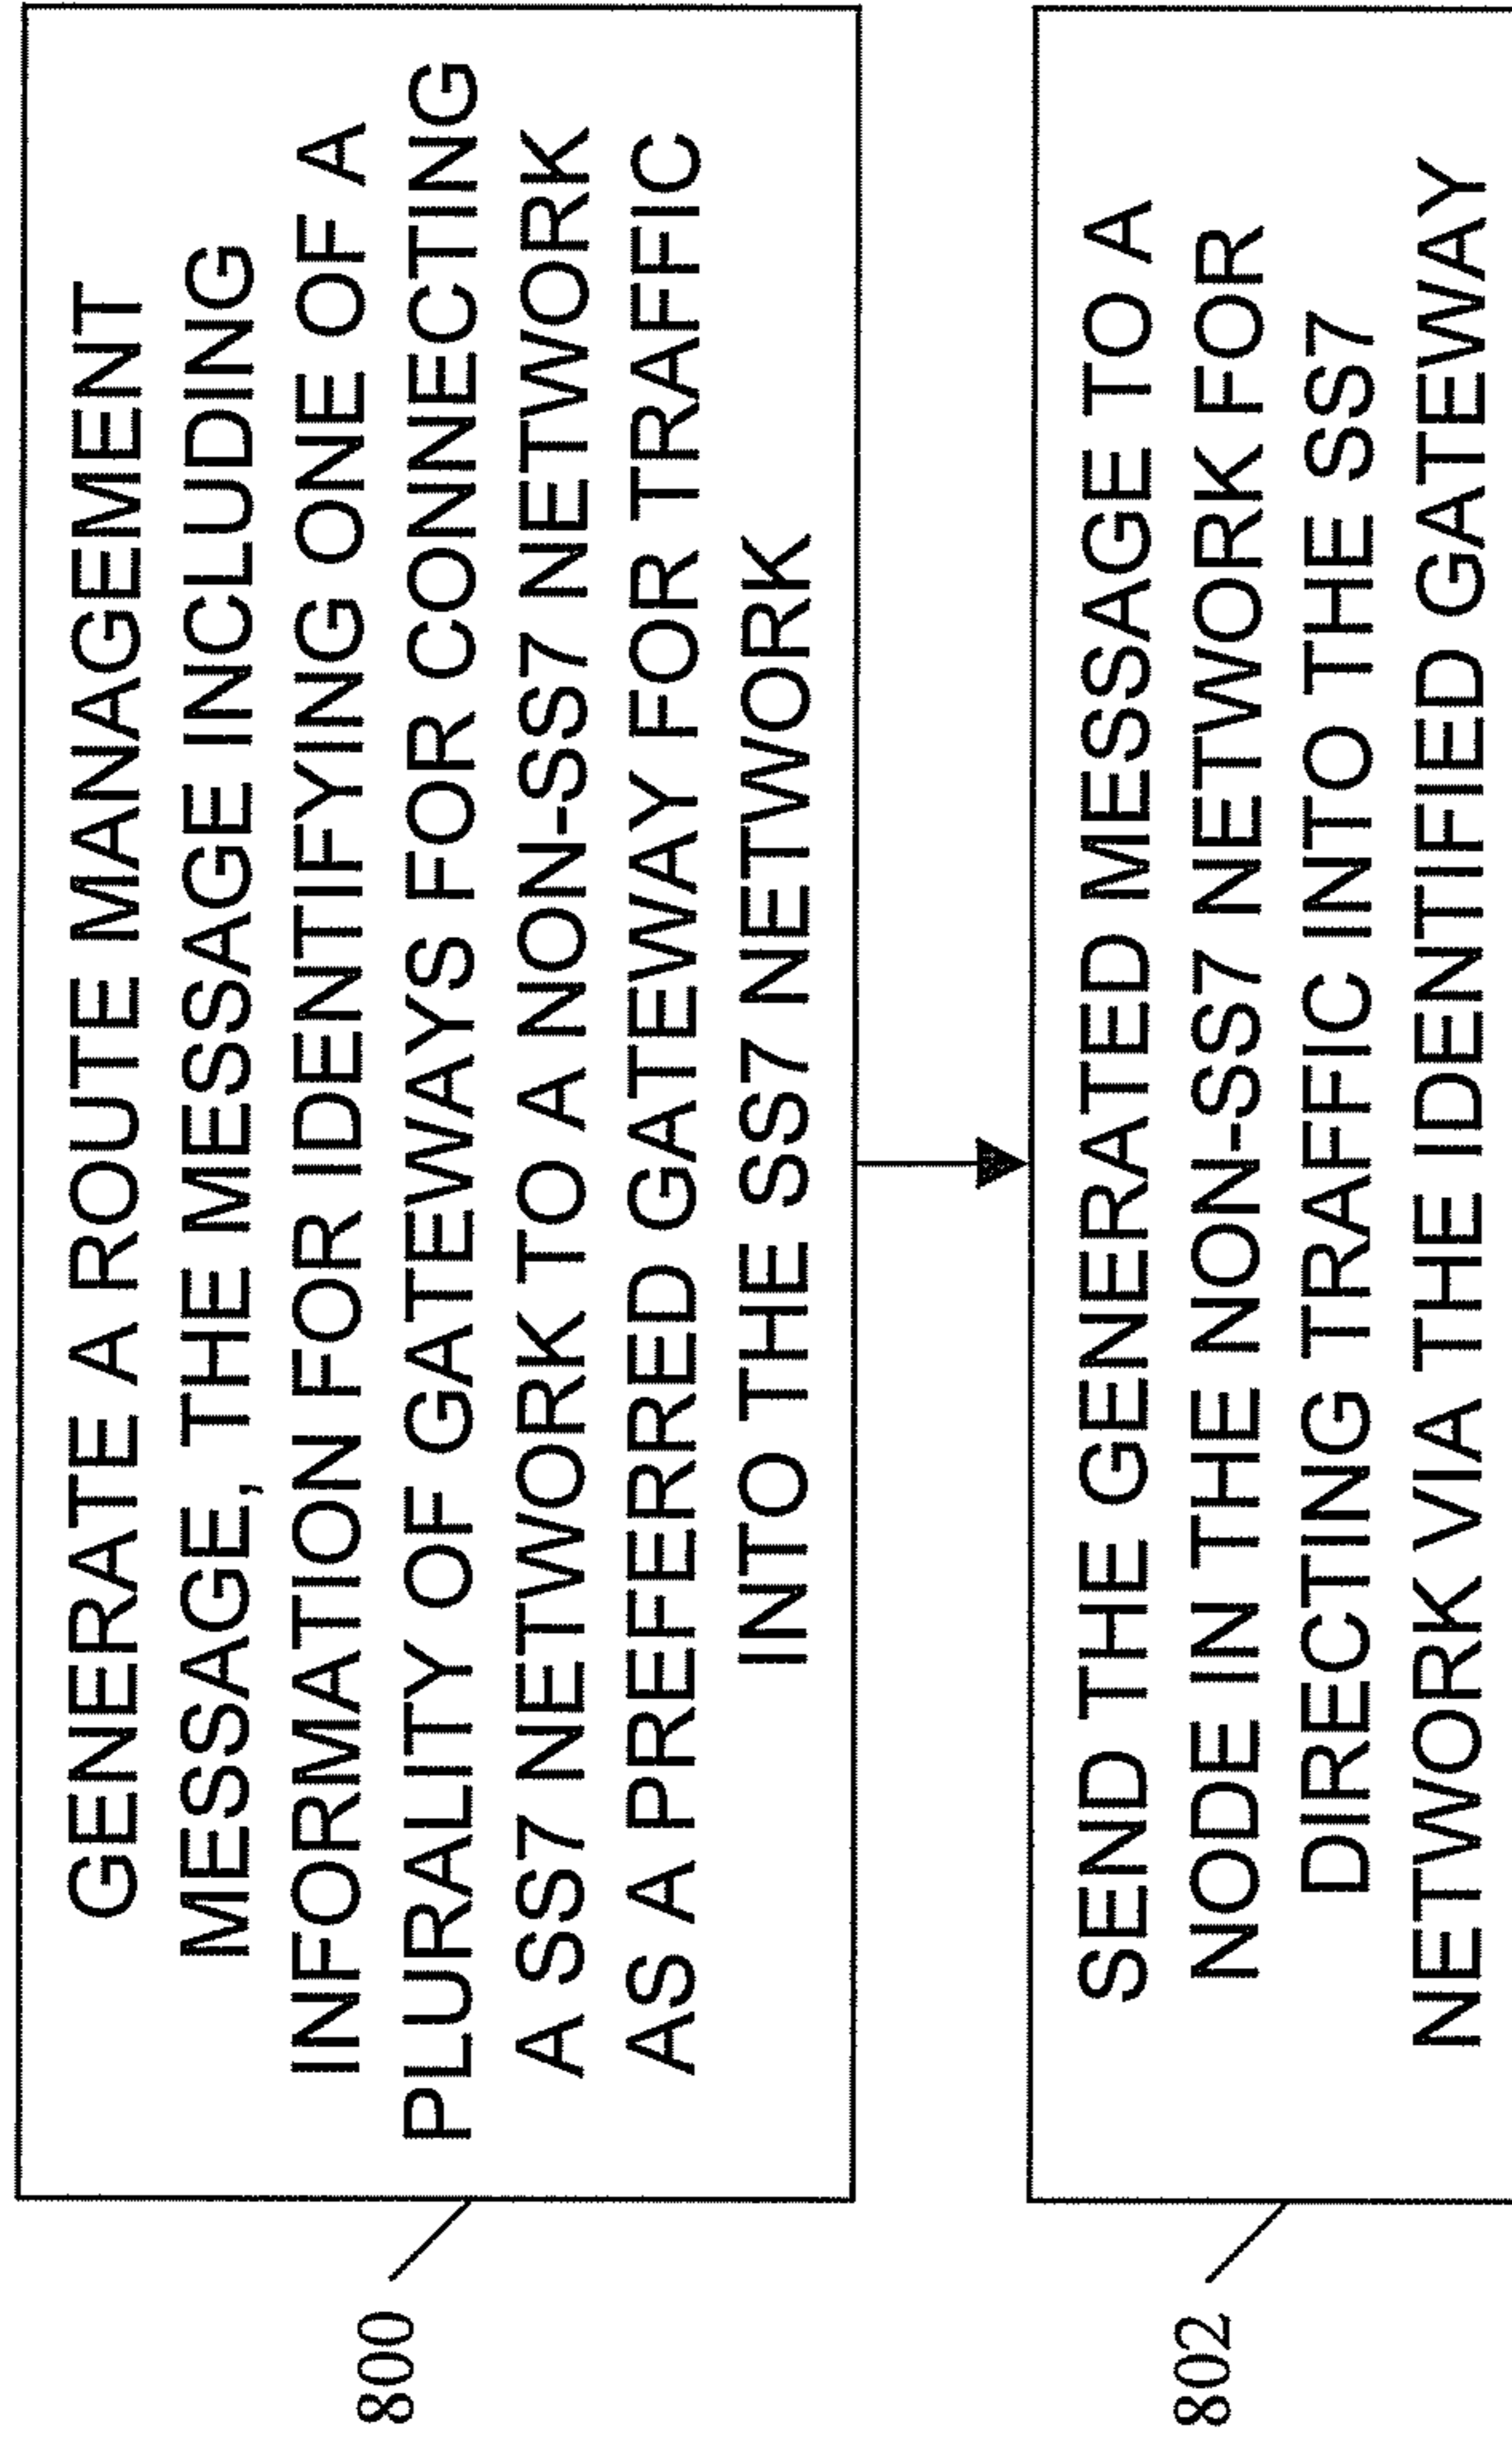 800
GENERATE A ROUTE MANAGEMENT
MESSAGE, THE MESSAGE INCLUDING
INFORMATION FOR IDENTIFYING ONE OF A
PLURALITY OF GATEWAYS FOR CONNECTING
A SS7 NETWORK TO A NON-SS7 NETWORK
AS A PREFERRED GATEWAY FOR TRAFFIC
INTO THE SS7 NETWORK
802
SEND THE GENERATED MESSAGE TO A
NODE IN THE NON-SS7 NETWORK FOR
DIRECTING TRAFFIC INTO THE SS7
NETWORK VIA THE IDENTIFIED GATEWAY